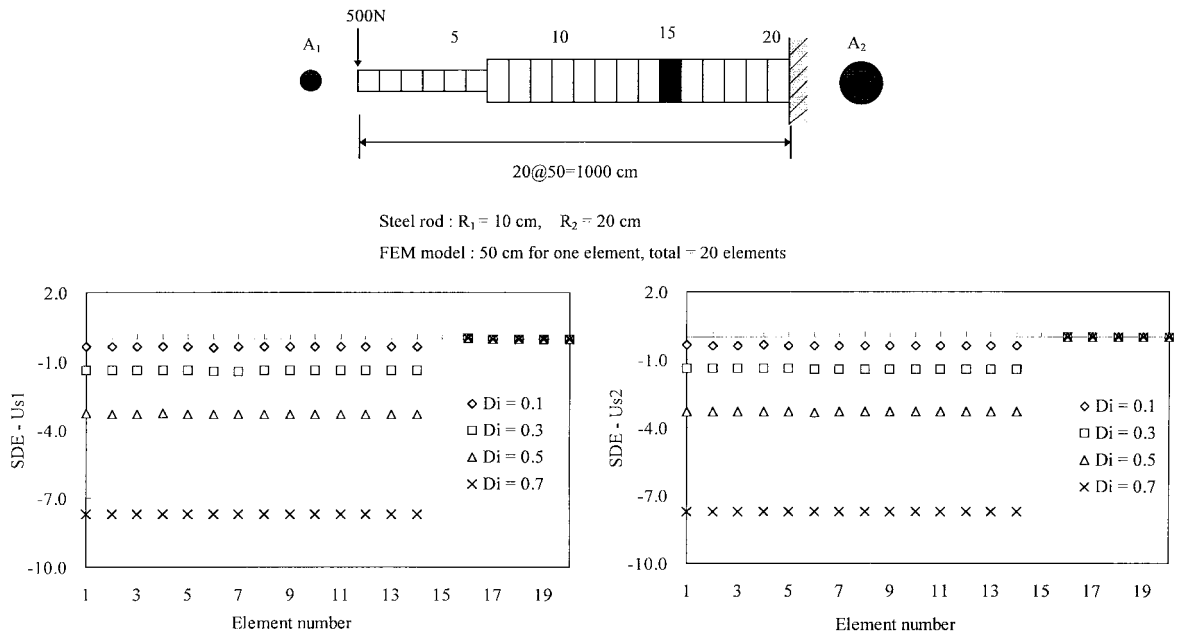 500N
A1
5
10
15
20
A2
20@50=1000 cm
Steel rod : R1 = 10 cm, R2 = 20 cm
FEM model : 50 cm for one element, total = 20 elements
2.0
-1.0
-4.0
-7.0
-10.0
SDE - Us1
Di = 0.1
Di = 0.3
Di = 0.5
Di = 0.7
1 3 5 7 9 11 13 15 17 19
Element number
2.0
-1.0
-4.0
-7.0
-10.0
SDE - Us2
Di = 0.1
Di = 0.3
Di = 0.5
Di = 0.7
1 3 5 7 9 11 13 15 17 19
Element number